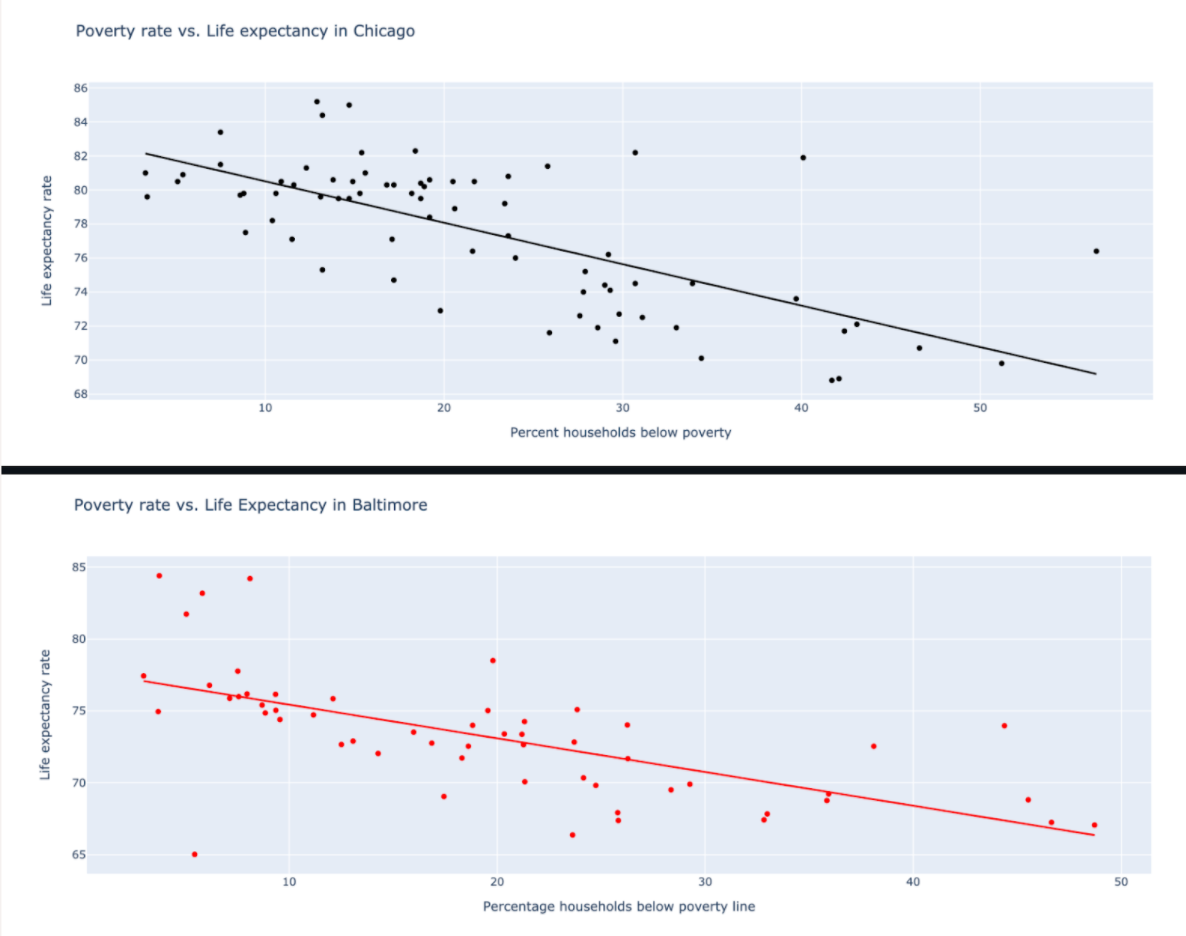 Poverty rate vs. Life expectancy in Chicago
Life expectancy rate
86
84
82
80
78
76
74
72
70
68
10 20 30 40 50
Percent households below poverty
Poverty rate vs. Life Expectancy in Baltimore
Life expectancy rate
85
80
75
70
65
10 20 30 40 50
Percentage households below poverty line